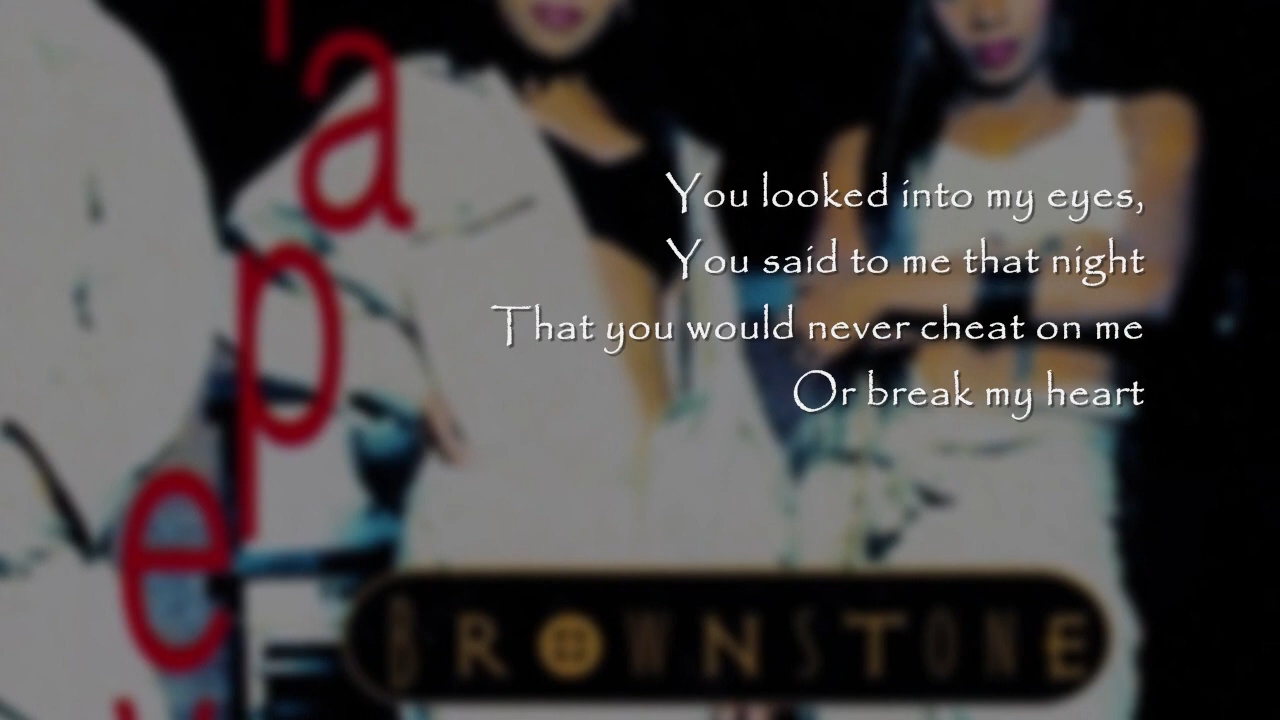 a
p
e
You looked into my eyes,
You said to me that night
That you would never cheat on me
Or break my heart
BROWNSTONE